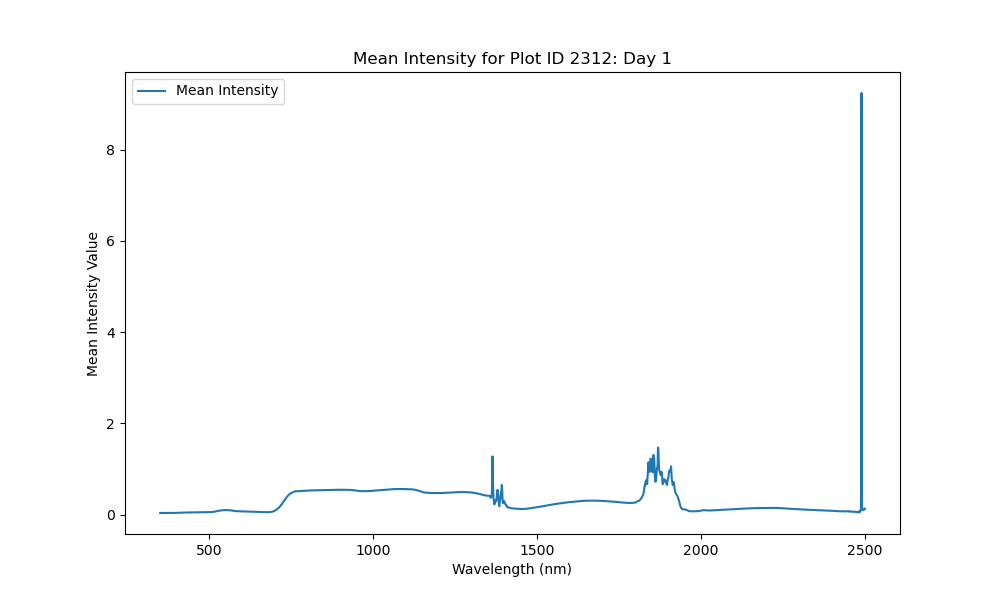 Mean Intensity for Plot ID 2312: Day 1
Mean Intensity
Mean Intensity Value
8
6
4
2
0
500
1000
1500
2000
2500
Wavelength (nm)